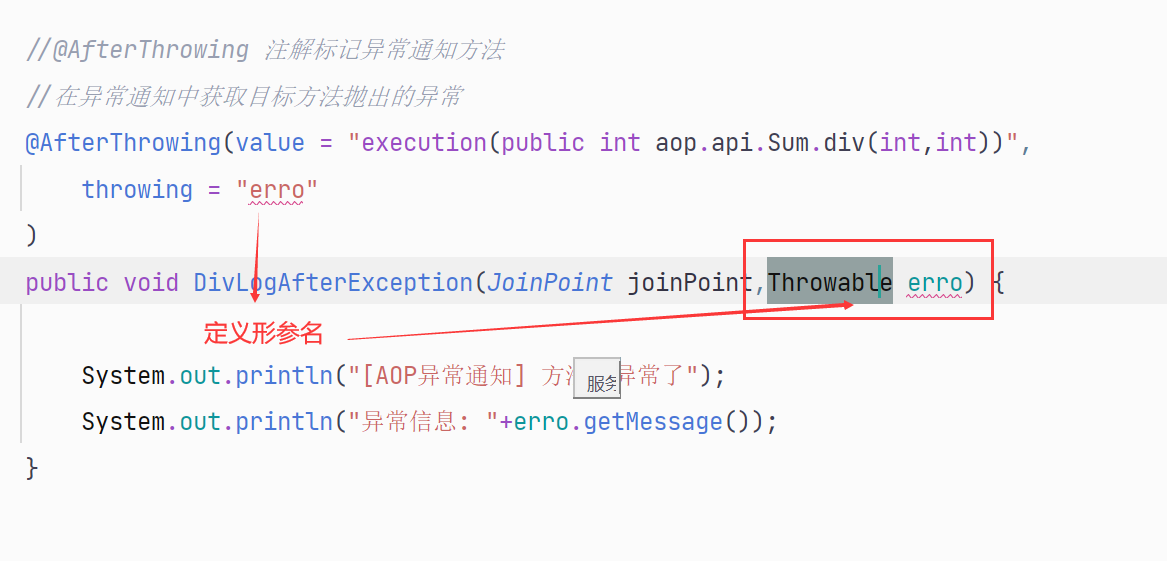 //@AfterThrowing 注解标记异常通知方法
//在异常通知中获取目标方法抛出的异常
@AfterThrowing(value = "execution(public int aop.api.Sum.div(int,int))",
throwing = "erro"
)
public void DivLogAfterException(JoinPoint joinPoint,Throwable erro) {
定义形参名
System.out.println("[AOP异常通知] 方 异常了");
服务
System.out.println("异常信息: "+erro.getMessage());
}